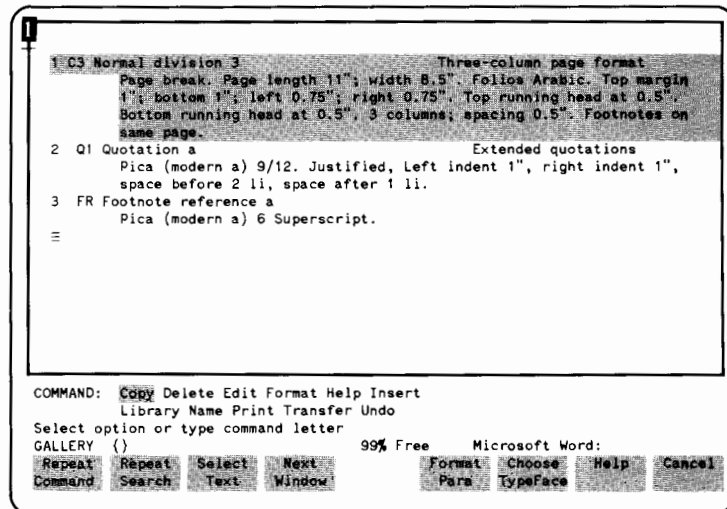 1
1 C3 Normal division 3 Three-column page format
Page break. Page length 11"; width 8.5". Folios Arabic. Top margin
1"; bottom 1"; left 0.75"; right 0.75". Top running head at 0.5".
Bottom running head at 0.5". 3 columns; spacing 0.5". Footnotes on
same page.
2 Q1 Quotation a Extended quotations
Pica (modern a) 9/12. Justified, Left indent 1", right indent 1",
space before 2 li, space after 1 li.
3 FR Footnote reference a
Pica (modern a) 6 Superscript.
COMMAND: Copy Delete Edit Format Help Insert
Library Name Print Transfer Undo
Select option or type command letter
GALLERY {} 99% Free Microsoft Word:
Repeat Repeat Select Next Format Choose Help Cancel
Command Search Text Window Para TypeFace